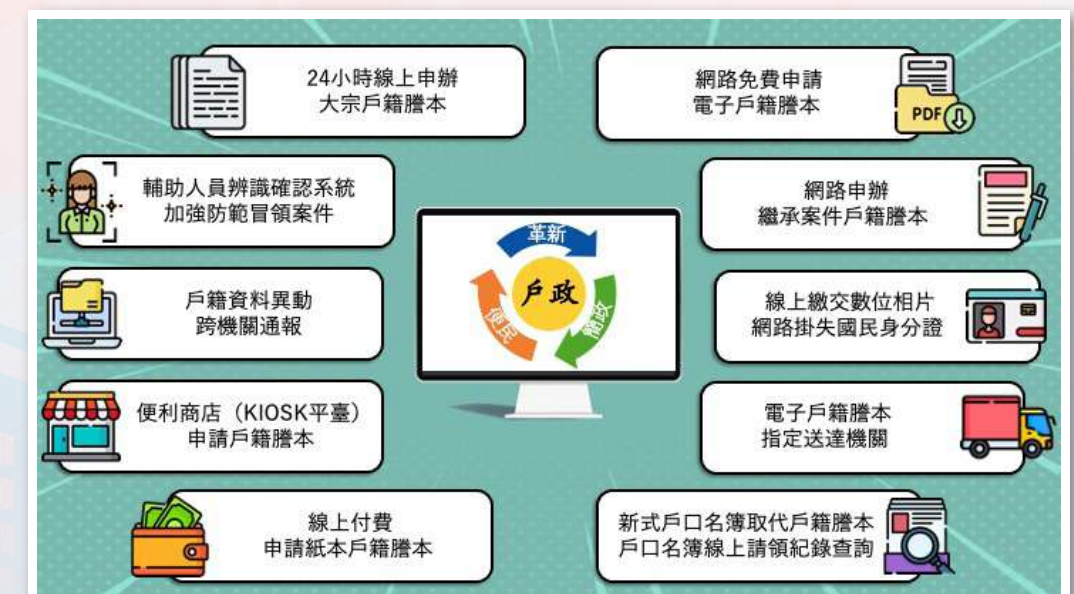 24小時線上申辦
大宗戶籍謄本
網路免費申請
電子戶籍謄本
PDF
輔助人員辨識確認系統
加強防範冒領案件
網路申辦
繼承案件戶籍謄本
革新
戶政
便民
簡政
戶籍資料異動
跨機關通報
線上繳交數位相片
網路掛失國民身分證
便利商店（KIOSK平臺）
申請戶籍謄本
電子戶籍謄本
指定送達機關
線上付費
申請紙本戶籍謄本
新式戶口名簿取代戶籍謄本
戶口名簿線上請領紀錄查詢